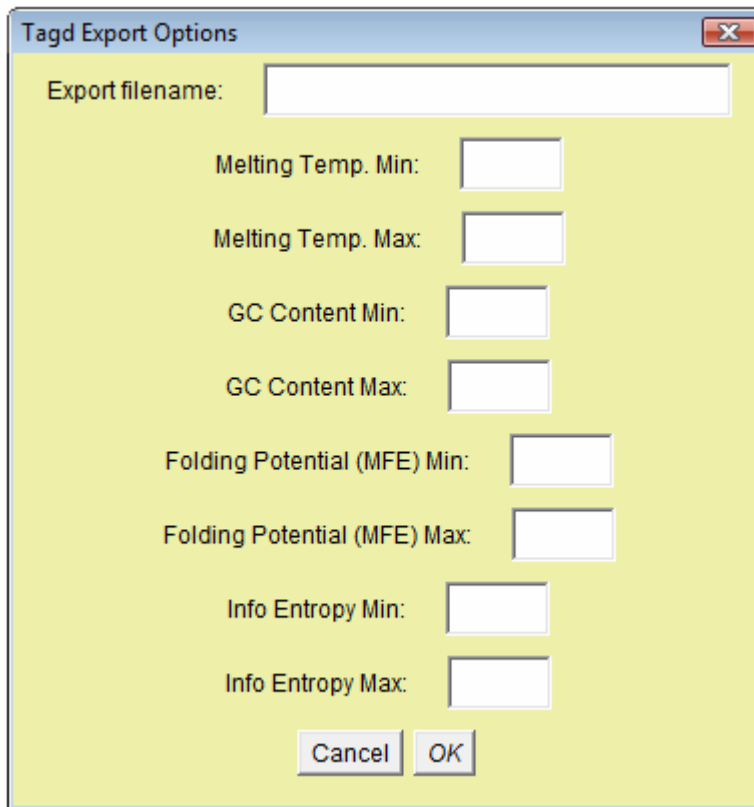 Tagd Export Options
Export filename:
Melting Temp. Min:
Melting Temp. Max:
GC Content Min:
GC Content Max:
Folding Potential (MFE) Min:
Folding Potential (MFE) Max:
Info Entropy Min:
Info Entropy Max:
Cancel OK